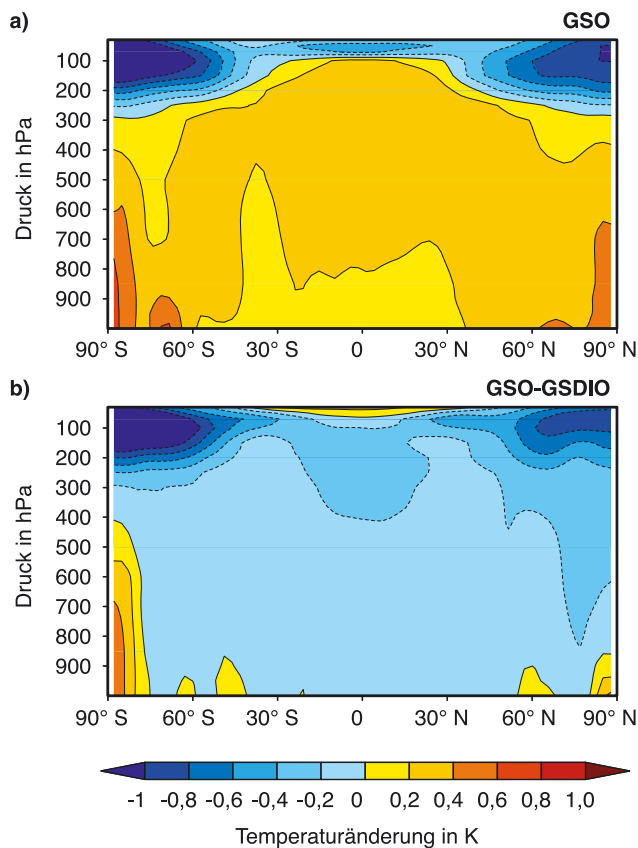 a) GSO
Druck in hPa
100
200
300
400
500
600
700
800
900
90° S 60° S 30° S 0 30° N 60° N 90 N
b) GSO-GSDIO
Druck in hPa
100
200
300
400
500
600
700
800
900
90° S 60° S 30° S 0 30° N 60° N 90 N
-1 -0,8 -0,6 -0,4 -0,2 0 0,2 0,4 0,6 0,8 1,0
Temperaturänderung in K